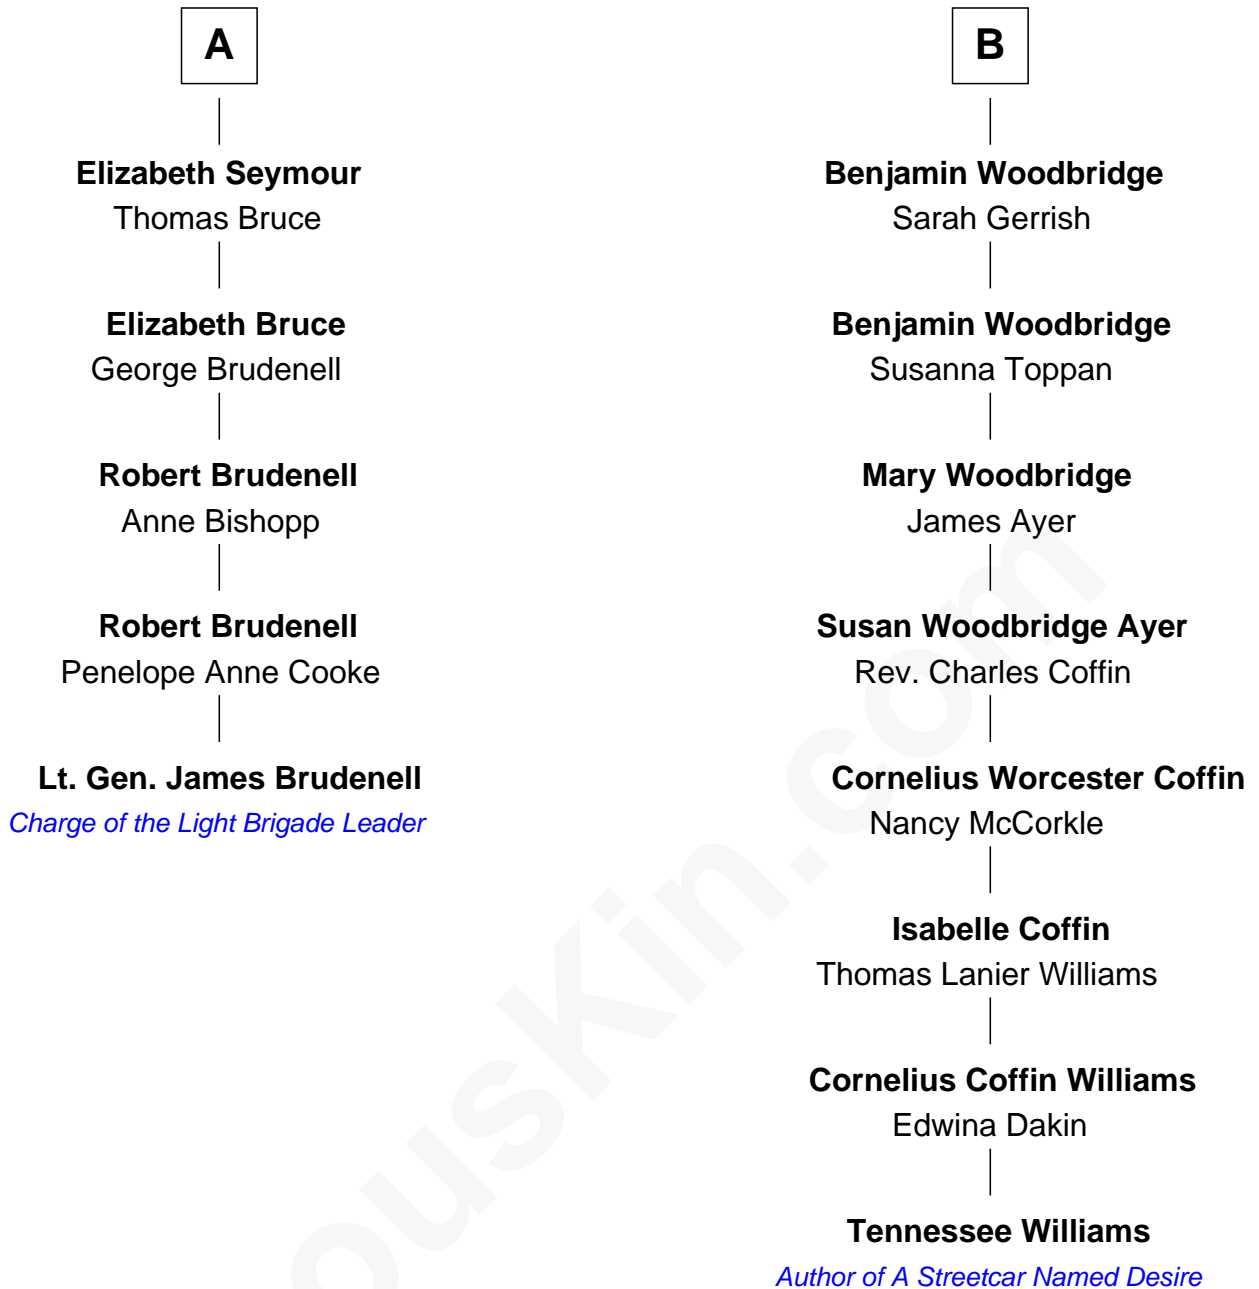 A
Elizabeth Seymour
Thomas Bruce
Elizabeth Bruce
George Brudenell
Robert Brudenell
Anne Bishopp
Robert Brudenell
Penelope Anne Cooke
Lt. Gen. James Brudenell
Charge of the Light Brigade Leader
B
Benjamin Woodbridge
Sarah Gerrish
Benjamin Woodbridge
Susanna Toppan
Mary Woodbridge
James Ayer
Susan Woodbridge Ayer
Rev. Charles Coffin
Cornelius Worcester Coffin
Nancy McCorkle
Isabelle Coffin
Thomas Lanier Williams
Cornelius Coffin Williams
Edwina Dakin
Tennessee Williams
Author of A Streetcar Named Desire
ousKin.com